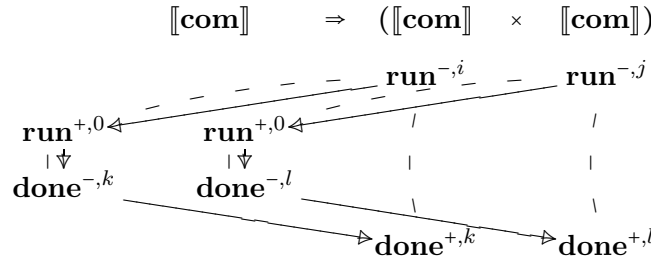 ⟦com⟧ ⇒ (⟦com⟧ × ⟦com⟧)
run⁻,ⁱ run⁻,ʲ
run⁺,⁰ run⁺,⁰
done⁻,ᵏ done⁻,ˡ
done⁺,ᵏ done⁺,ˡ